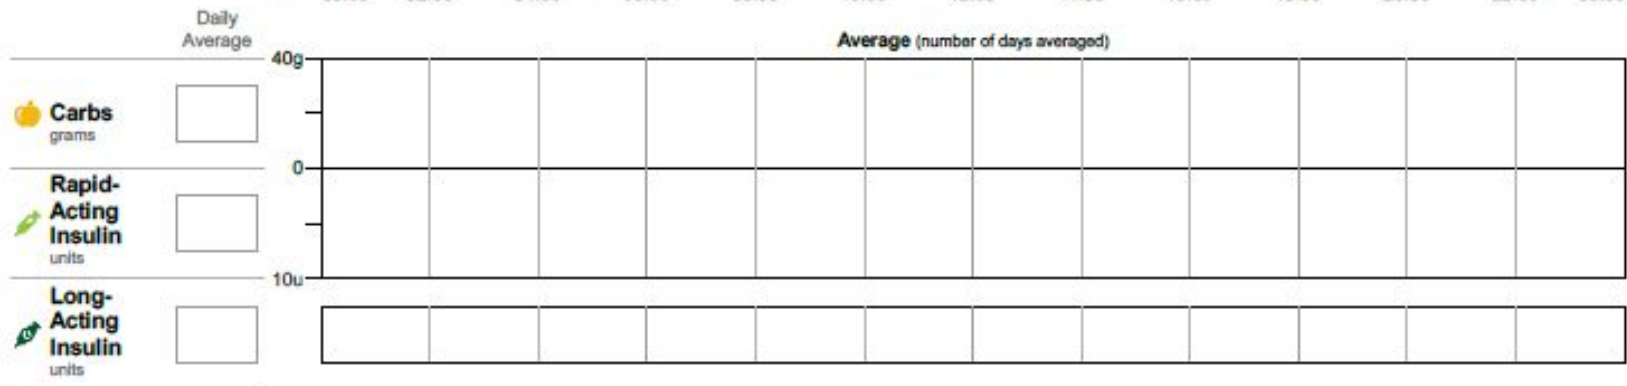 Daily
Average
Average (number of days averaged)
40g
Carbs
grams
0
Rapid-
Acting
Insulin
units
10u
Long-
Acting
Insulin
units